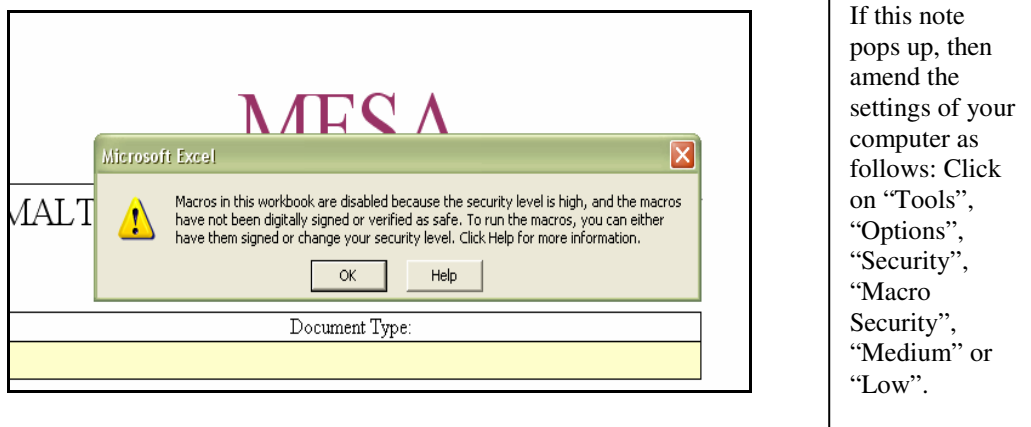 MESA
Microsoft Excel
MALT
Macros in this workbook are disabled because the security level is high, and the macros
have not been digitally signed or verified as safe. To run the macros, you can either
have them signed or change your security level. Click Help for more information.
OK Help
Document Type:
If this note
pops up, then
amend the
settings of your
computer as
follows: Click
on “Tools”,
“Options”,
“Security”,
“Macro
Security”,
“Medium” or
“Low”.